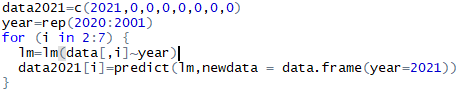 data2021=c(2021,0,0,0,0,0,0,0)
year=rep(2020:2001)
for (i in 2:7) {
  lm=lm(data[,i]~year)
  data2021[i]=predict(lm,newdata = data.frame(year=2021))
}